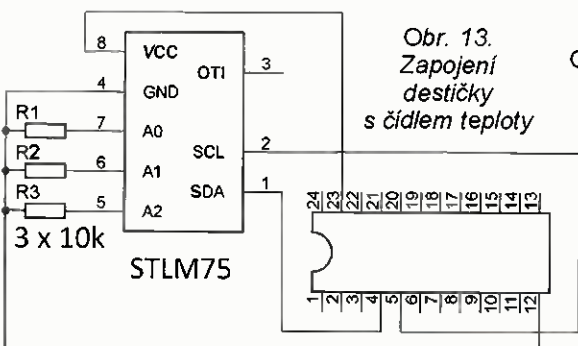 Obr. 13.
Zapojení
destičky
s čídlem teploty
8
VCC
OTI
3
4
GND
R1
7
A0
R2
6
A1
SCL
2
R3
5
A2
SDA
1
3 x 10k
STLM75
24 23 22 21 20 19 18 17 16 15 14 13
1 2 3 4 5 6 7 8 9 10 11 12